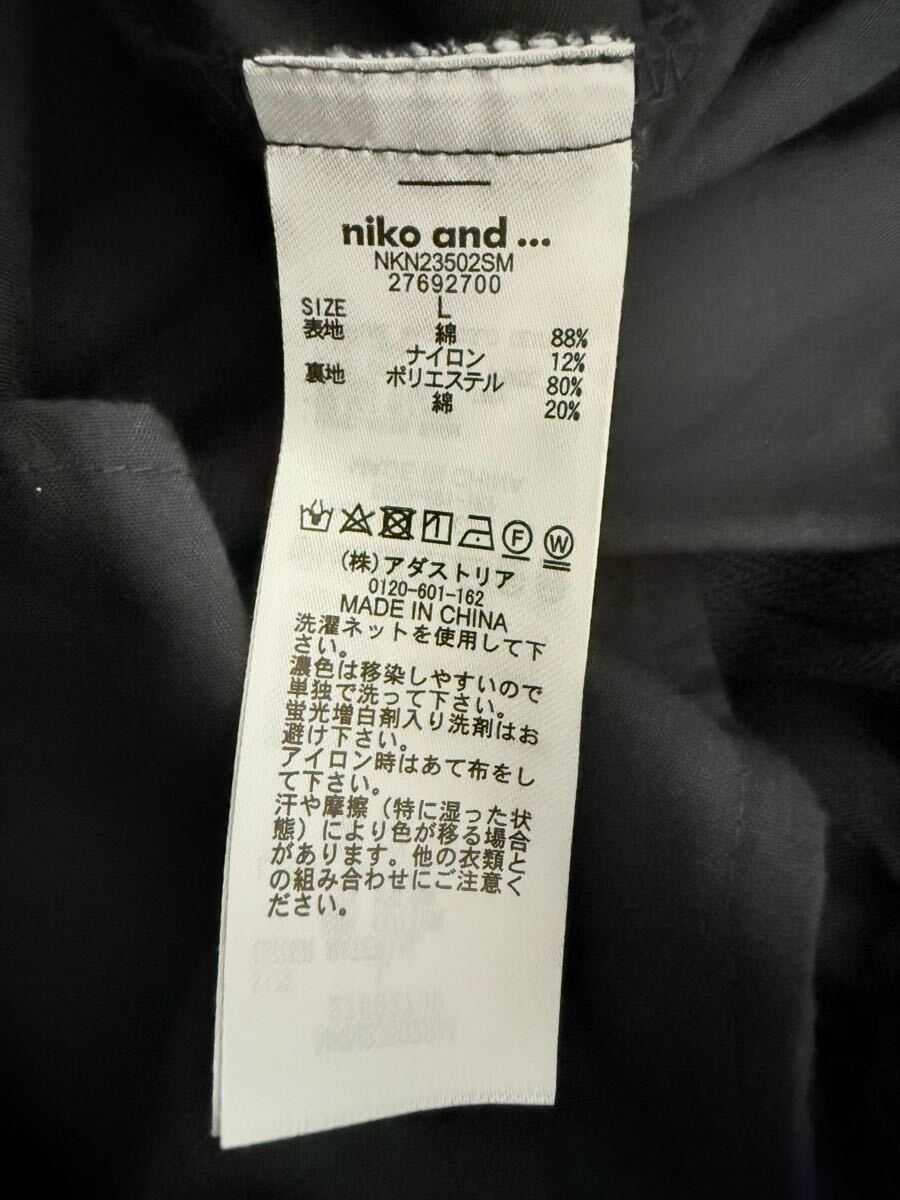 niko and ...
NKN23502SM
27692700
SIZE L
表地 綿 88%
ナイロン 12%
裏地 ポリエステル 80%
綿 20%
F W
(株)アダストリア
0120-601-162
MADE IN CHINA
洗濯ネットを使用して下
さい。
濃色は移染しやすいので
単独で洗って下さい。
蛍光増白剤入り洗剤はお
避け下さい。
アイロン時はあて布をし
て下さい。
汗や摩擦(特に湿った状
態)により色が移る場合
があります。他の衣類と
の組み合わせにご注意く
ださい。